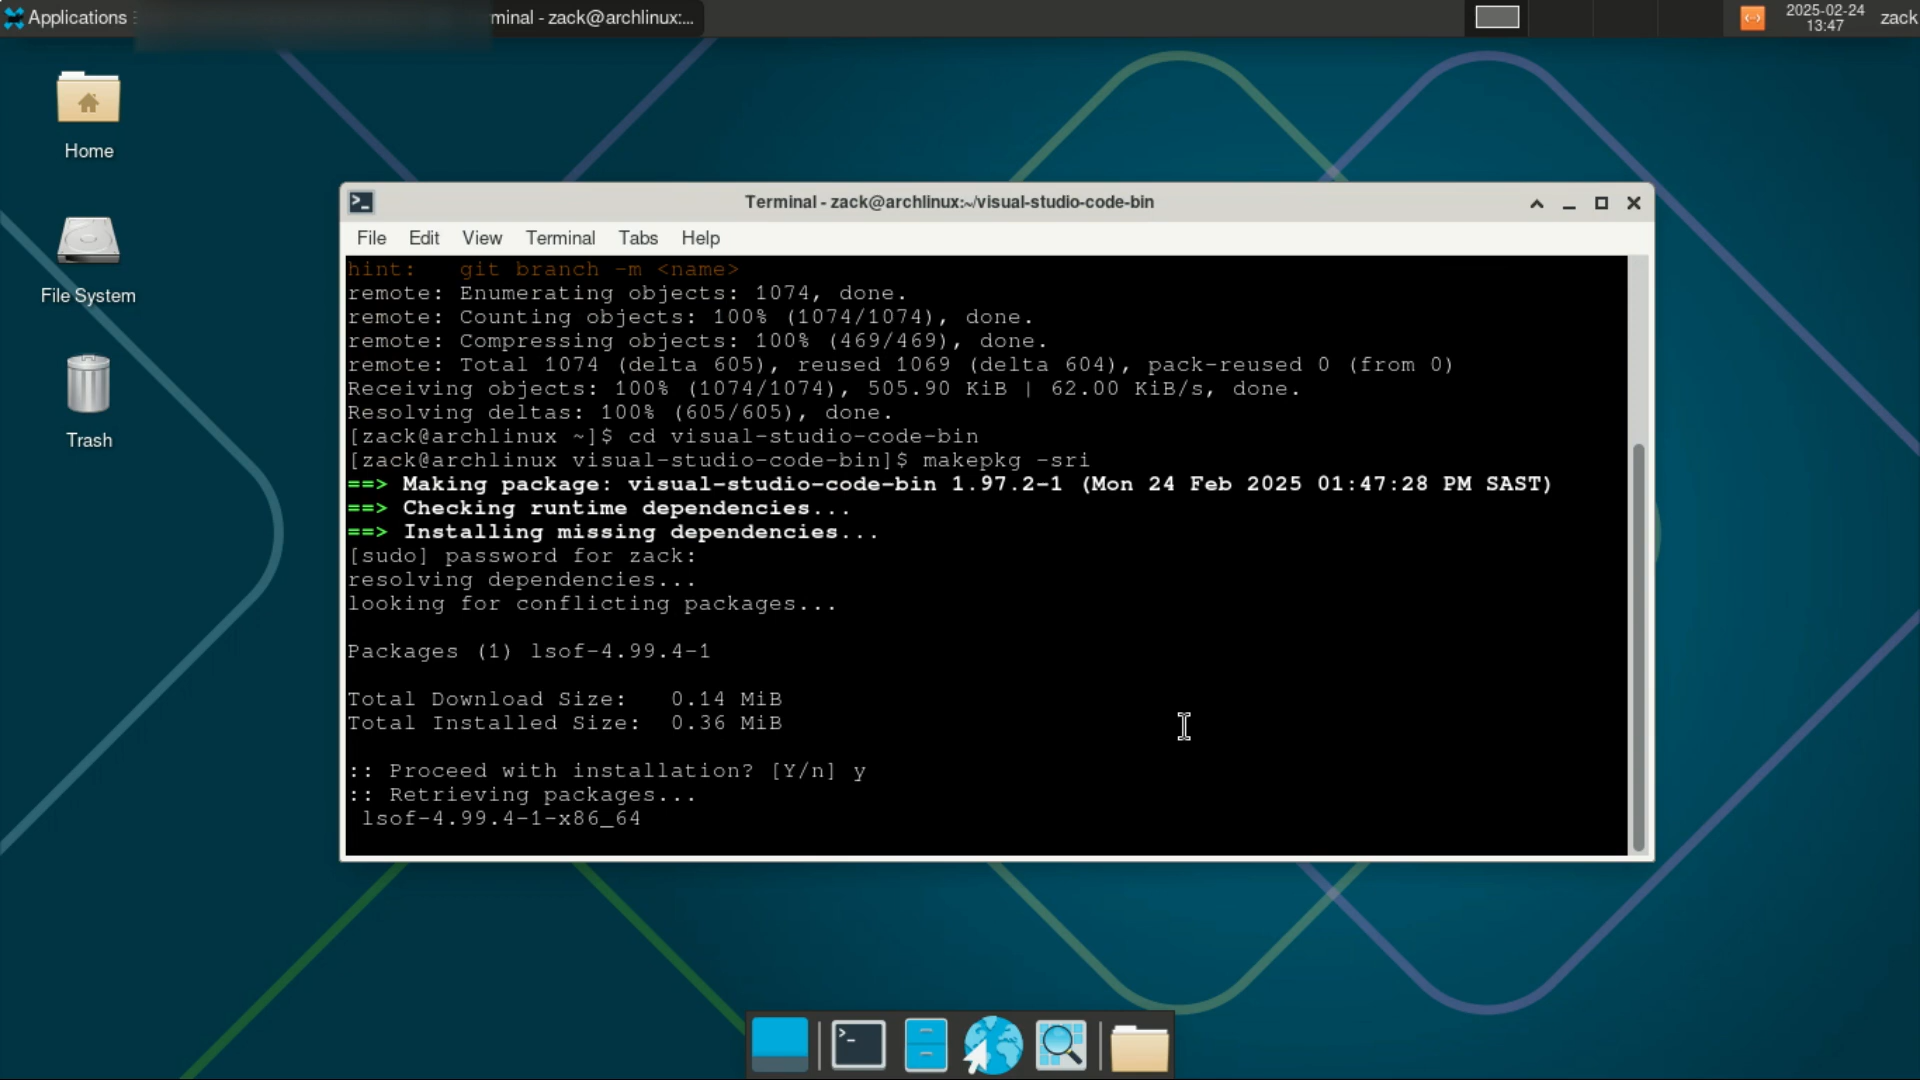 Applications
minal - zack@archlinux:...
2025-02-24
13:47
zack
Home
File System
Trash
Terminal - zack@archlinux:~/visual-studio-code-bin
File Edit View Terminal Tabs Help
hint:   git branch -m <name>
remote: Enumerating objects: 1074, done.
remote: Counting objects: 100% (1074/1074), done.
remote: Compressing objects: 100% (469/469), done.
remote: Total 1074 (delta 605), reused 1069 (delta 604), pack-reused 0 (from 0)
Receiving objects: 100% (1074/1074), 505.90 KiB | 62.00 KiB/s, done.
Resolving deltas: 100% (605/605), done.
[zack@archlinux ~]$ cd visual-studio-code-bin
[zack@archlinux visual-studio-code-bin]$ makepkg -sri
==> Making package: visual-studio-code-bin 1.97.2-1 (Mon 24 Feb 2025 01:47:28 PM SAST)
==> Checking runtime dependencies...
==> Installing missing dependencies...
[sudo] password for zack:
resolving dependencies...
looking for conflicting packages...
Packages (1) lsof-4.99.4-1
Total Download Size:   0.14 MiB
Total Installed Size:  0.36 MiB
:: Proceed with installation? [Y/n] y
:: Retrieving packages...
lsof-4.99.4-1-x86_64